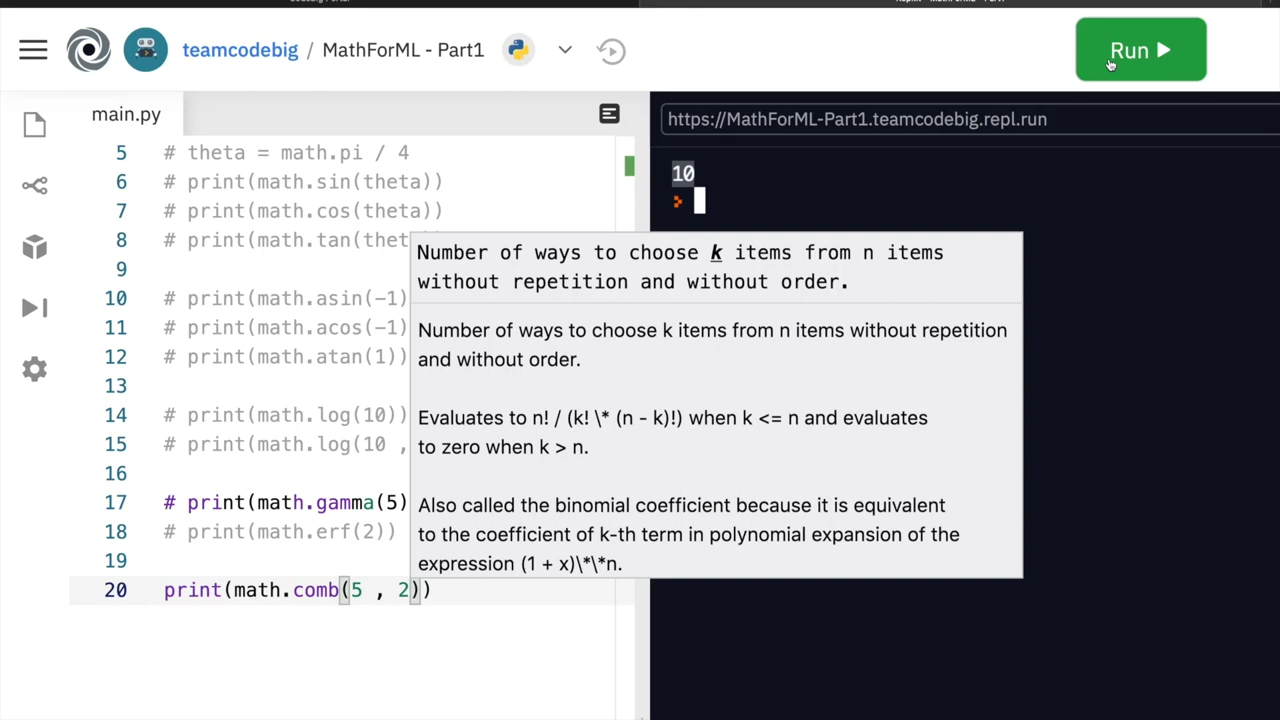 teamcodebig / MathForML - Part1
Run
main.py
https://MathForML-Part1.teamcodebig.repl.run
5 # theta = math.pi / 4
6 # print(math.sin(theta))
7 # print(math.cos(theta))
8 # print(math.tan(thet
9
10 # print(math.asin(-1)
11 # print(math.acos(-1)
12 # print(math.atan(1))
13
14 # print(math.log(10))
15 # print(math.log(10 ,
16
17 # print(math.gamma(5)
18 # print(math.erf(2))
19
20 print(math.comb(5 , 2))
Number of ways to choose k items from n items
without repetition and without order.
Number of ways to choose k items from n items without repetition
and without order.
Evaluates to n! / (k! \* (n - k)!) when k <= n and evaluates
to zero when k > n.
Also called the binomial coefficient because it is equivalent
to the coefficient of k-th term in polynomial expansion of the
expression (1 + x)\*\*n.
10